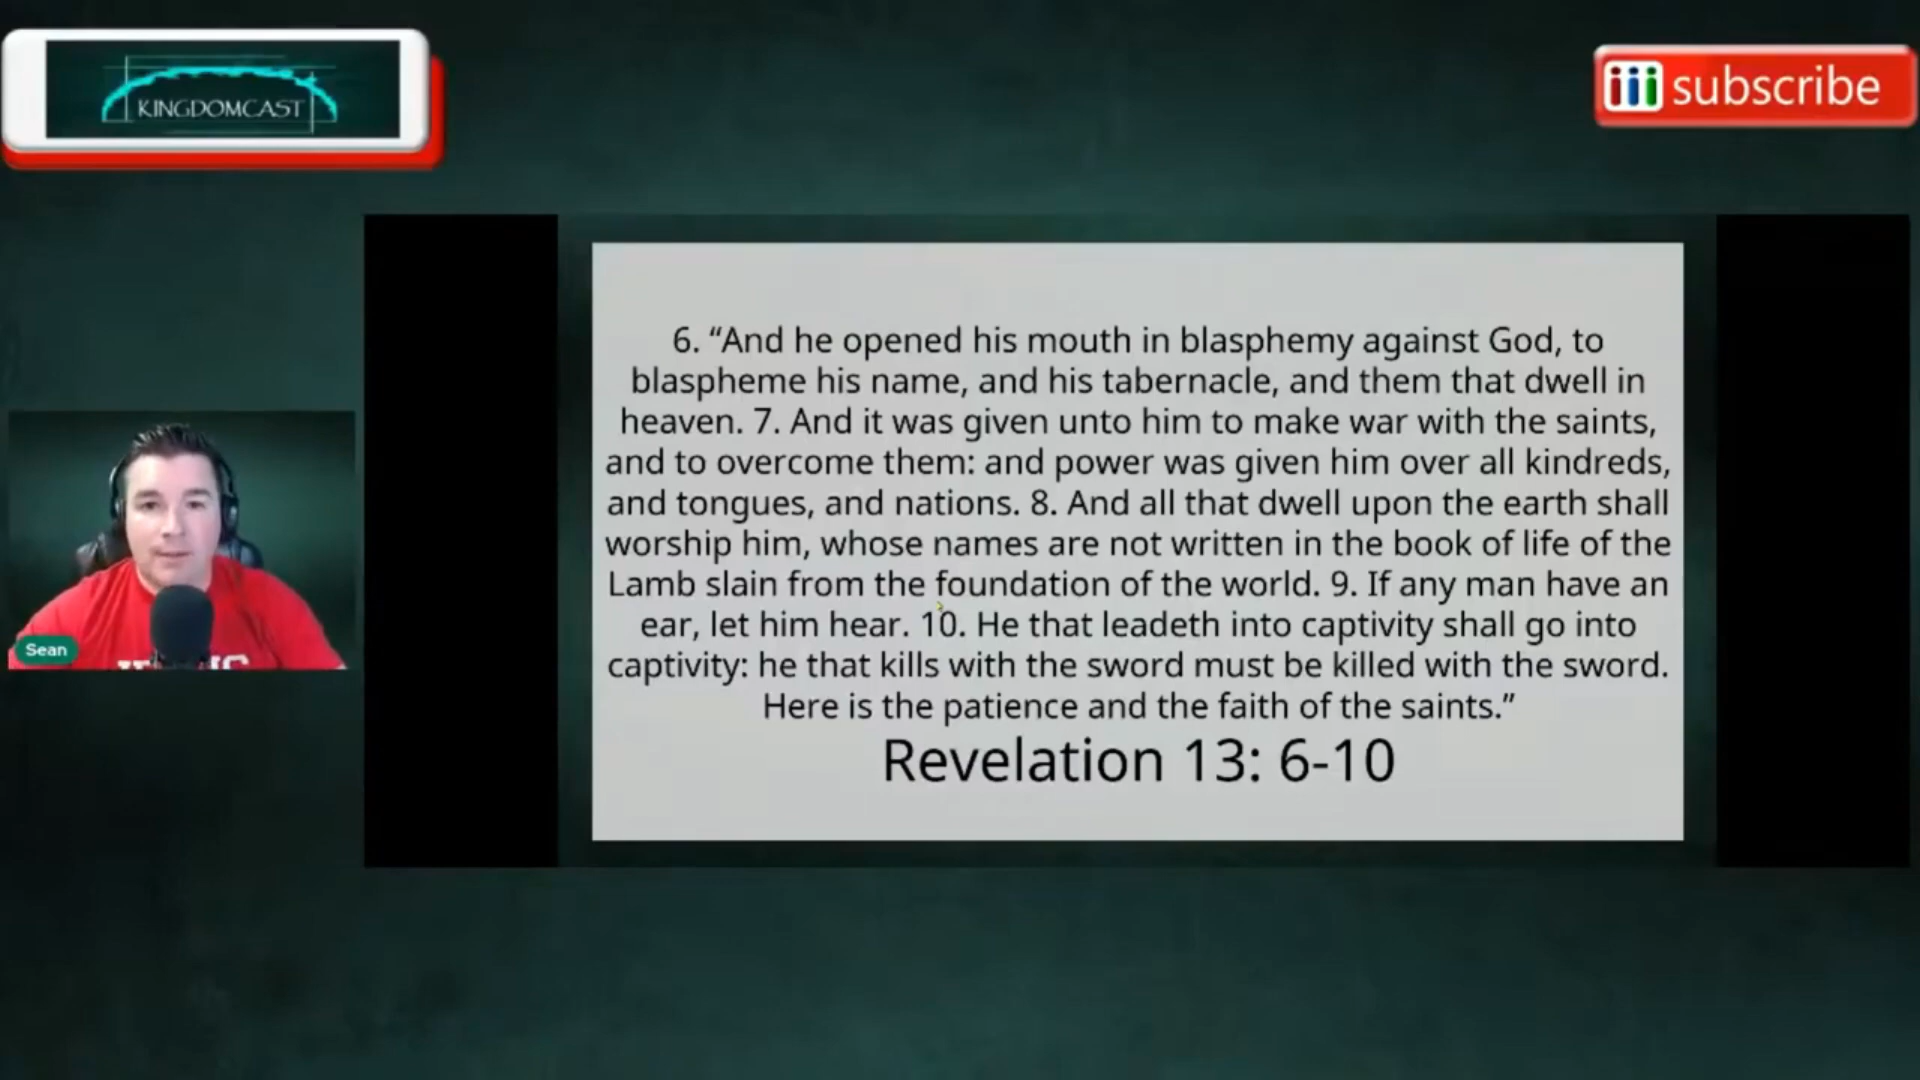 KINGDOMCAST
subscribe
6. “And he opened his mouth in blasphemy against God, to
blaspheme his name, and his tabernacle, and them that dwell in
heaven. 7. And it was given unto him to make war with the saints,
and to overcome them: and power was given him over all kindreds,
and tongues, and nations. 8. And all that dwell upon the earth shall
worship him, whose names are not written in the book of life of the
Lamb slain from the foundation of the world. 9. If any man have an
ear, let him hear. 10. He that leadeth into captivity shall go into
captivity: he that kills with the sword must be killed with the sword.
Here is the patience and the faith of the saints.”
Revelation 13: 6-10
Sean